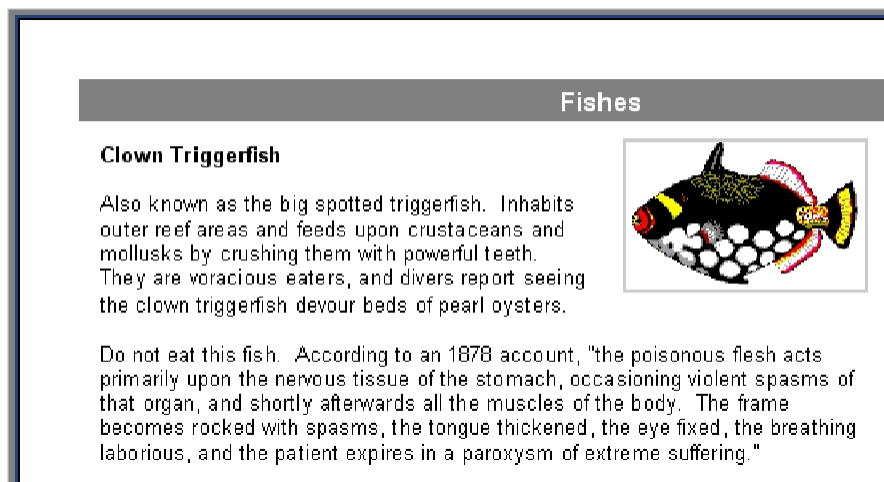 Fishes
Clown Triggerfish
Also known as the big spotted triggerfish.  Inhabits
outer reef areas and feeds upon crustaceans and
mollusks by crushing them with powerful teeth.
They are voracious eaters, and divers report seeing
the clown triggerfish devour beds of pearl oysters.
Do not eat this fish.  According to an 1878 account, "the poisonous flesh acts
primarily upon the nervous tissue of the stomach, occasioning violent spasms of
that organ, and shortly afterwards all the muscles of the body.  The frame
becomes rocked with spasms, the tongue thickened, the eye fixed, the breathing
laborious, and the patient expires in a paroxysm of extreme suffering."